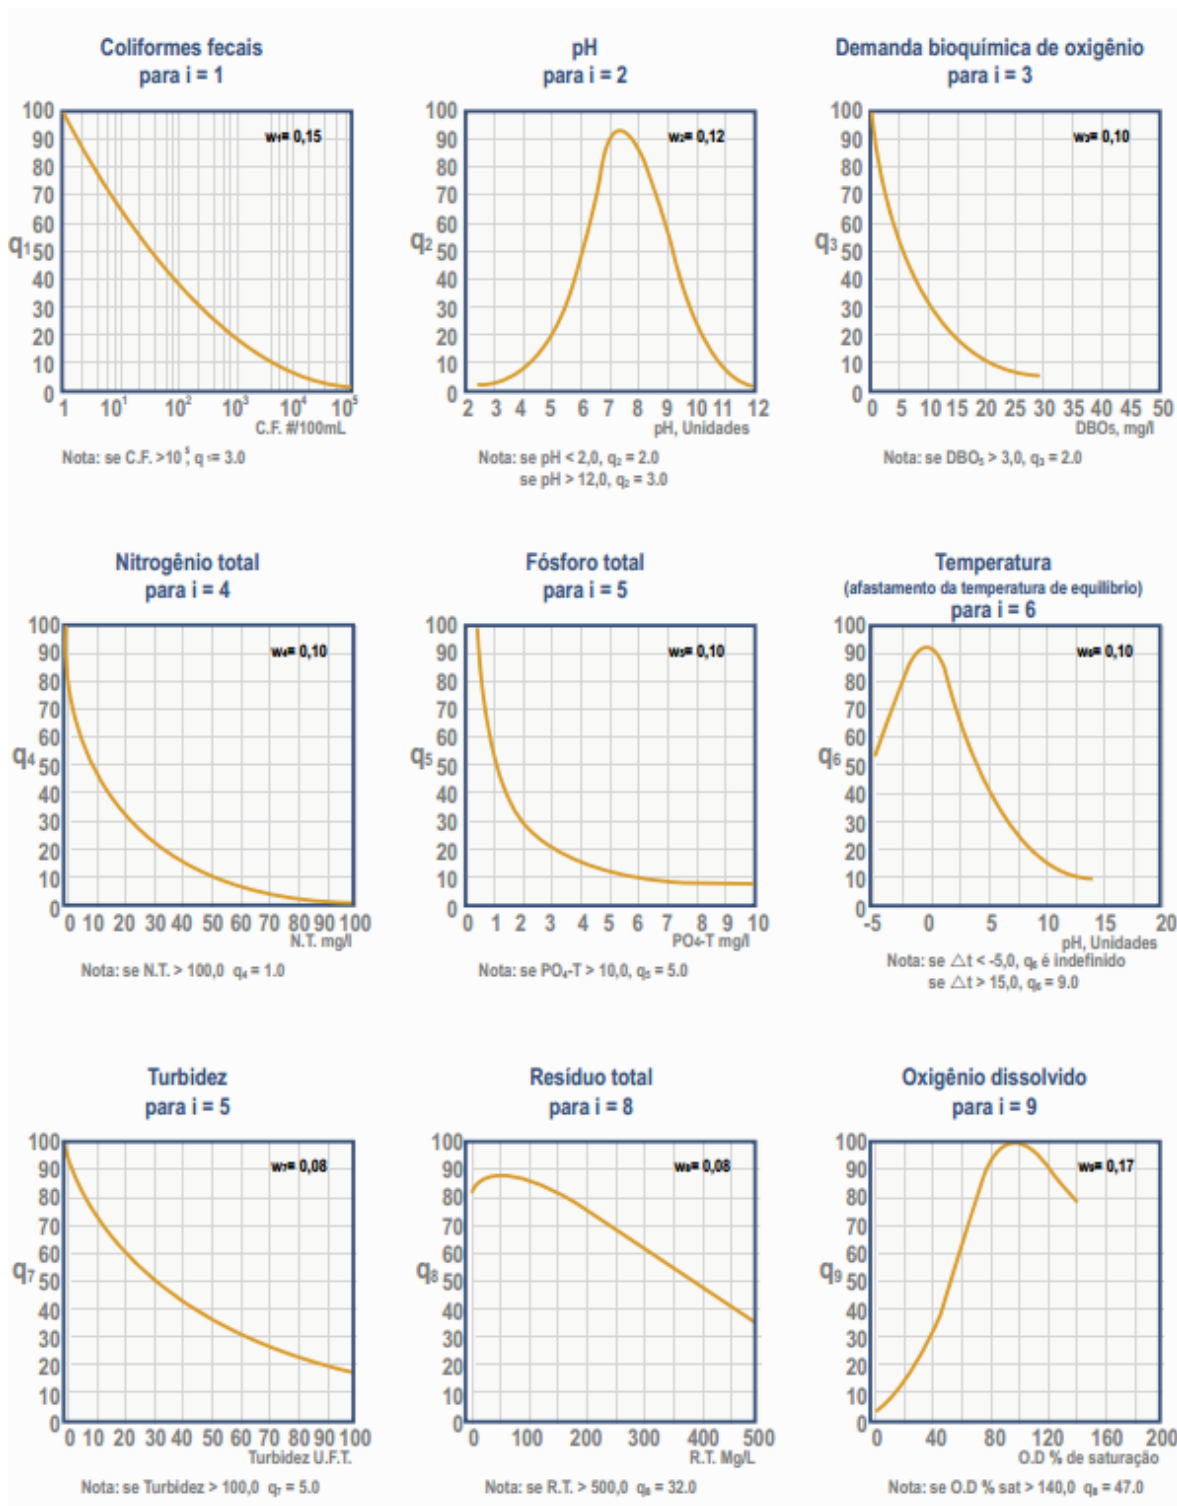 Coliformes fecais
para i = 1
w₁= 0,15
q₁
100
90
80
70
60
50
40
30
20
10
0
1 10¹ 10² 10³ 10⁴ 10⁵
C.F. #/100mL
Nota: se C.F. >10⁵; q ₁= 3.0
pH
para i = 2
w₂= 0,12
q₂
100
90
80
70
60
50
40
30
20
10
0
2 3 4 5 6 7 8 9 10 11 12
pH, Unidades
Nota: se pH < 2,0, q₂ = 2.0
se pH > 12,0, q₂ = 3.0
Demanda bioquímica de oxigênio
para i = 3
w₃= 0,10
q₃
100
90
80
70
60
50
40
30
20
10
0
0 5 10 15 20 25 30 35 40 45 50
DBO₅, mg/l
Nota: se DBO₅ > 3,0, q₃ = 2.0
Nitrogênio total
para i = 4
w₄= 0,10
q₄
100
90
80
70
60
50
40
30
20
10
0
0 10 20 30 40 50 60 70 80 90 100
N.T. mg/l
Nota: se N.T. > 100,0 q₄ = 1.0
Fósforo total
para i = 5
w₅= 0,10
q₅
100
90
80
70
60
50
40
30
20
10
0
0 1 2 3 4 5 6 7 8 9 10
PO₄-T mg/l
Nota: se PO₄-T > 10,0, q₅ = 5.0
Temperatura
(afastamento da temperatura de equilíbrio)
para i = 6
w₆= 0,10
q₆
100
90
80
70
60
50
40
30
20
10
0
-5 0 5 10 15 20
pH, Unidades
Nota: se △t < -5,0, q₆ é indefinido
se △t > 15,0, q₆ = 9.0
Turbidez
para i = 5
w₇= 0,08
q₇
100
90
80
70
60
50
40
30
20
10
0
0 10 20 30 40 50 60 70 80 90 100
Turbidez U.F.T.
Nota: se Turbidez > 100,0 q₇ = 5.0
Resíduo total
para i = 8
w₈= 0,08
q₈
100
90
80
70
60
50
40
30
20
10
0
0 100 200 300 400 500
R.T. Mg/L
Nota: se R.T. > 500,0 q₈ = 32.0
Oxigênio dissolvido
para i = 9
w₉= 0,17
q₉
100
90
80
70
60
50
40
30
20
10
0
0 40 80 120 160 200
O.D % de saturação
Nota: se O.D % sat > 140,0 q₈ = 47.0